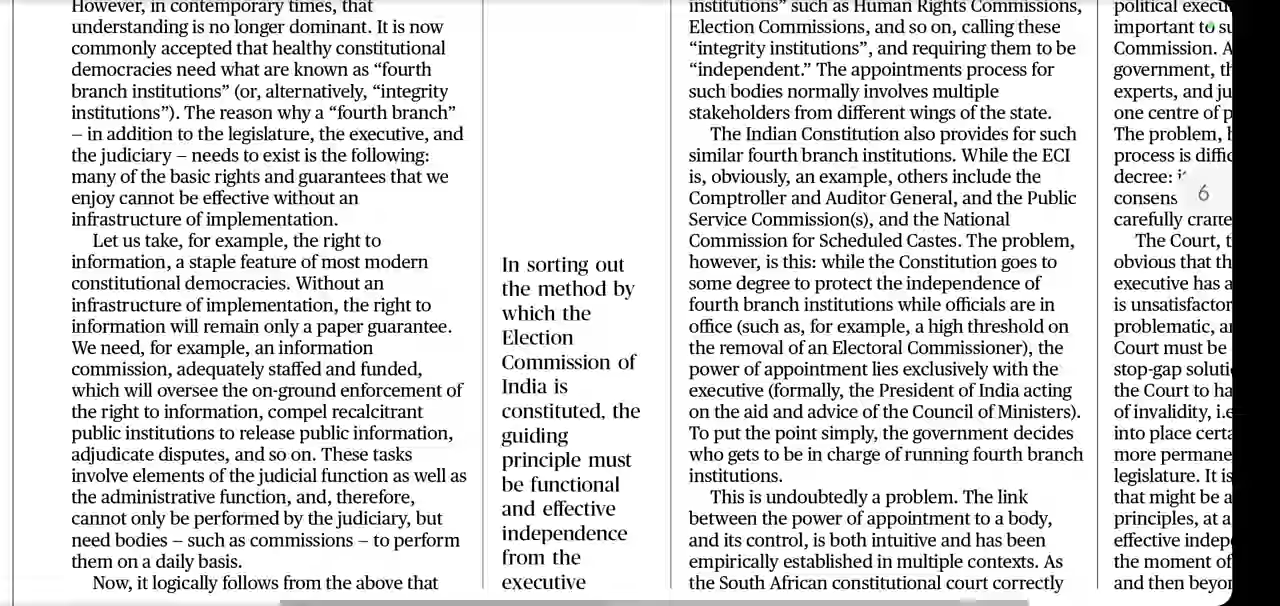 However, in contemporary times, that
understanding is no longer dominant. It is now
commonly accepted that healthy constitutional
democracies need what are known as “fourth
branch institutions” (or, alternatively, “integrity
institutions”). The reason why a “fourth branch”
– in addition to the legislature, the executive, and
the judiciary – needs to exist is the following:
many of the basic rights and guarantees that we
enjoy cannot be effective without an
infrastructure of implementation.
Let us take, for example, the right to
information, a staple feature of most modern
constitutional democracies. Without an
infrastructure of implementation, the right to
information will remain only a paper guarantee.
We need, for example, an information
commission, adequately staffed and funded,
which will oversee the on-ground enforcement of
the right to information, compel recalcitrant
public institutions to release public information,
adjudicate disputes, and so on. These tasks
involve elements of the judicial function as well as
the administrative function, and, therefore,
cannot only be performed by the judiciary, but
need bodies – such as commissions – to perform
them on a daily basis.
Now, it logically follows from the above that
In sorting out
the method by
which the
Election
Commission of
India is
constituted, the
guiding
principle must
be functional
and effective
independence
from the
executive
institutions” such as Human Rights Commissions,
Election Commissions, and so on, calling these
“integrity institutions”, and requiring them to be
“independent.” The appointments process for
such bodies normally involves multiple
stakeholders from different wings of the state.
The Indian Constitution also provides for such
similar fourth branch institutions. While the ECI
is, obviously, an example, others include the
Comptroller and Auditor General, and the Public
Service Commission(s), and the National
Commission for Scheduled Castes. The problem,
however, is this: while the Constitution goes to
some degree to protect the independence of
fourth branch institutions while officials are in
office (such as, for example, a high threshold on
the removal of an Electoral Commissioner), the
power of appointment lies exclusively with the
executive (formally, the President of India acting
on the aid and advice of the Council of Ministers).
To put the point simply, the government decides
who gets to be in charge of running fourth branch
institutions.
This is undoubtedly a problem. The link
between the power of appointment to a body,
and its control, is both intuitive and has been
empirically established in multiple contexts. As
the South African constitutional court correctly
political
important to
Commission. A
government,
experts, and
one centre of
The problem,
process is
decree:
6
carefully
The Court,
obvious that
executive has a
is
problematic,
Court must be
stop-gap
the Court to
of invalidity, i.e
into place
more
legislature. It is
that might be a
principles, at a
effective
the moment of
and then